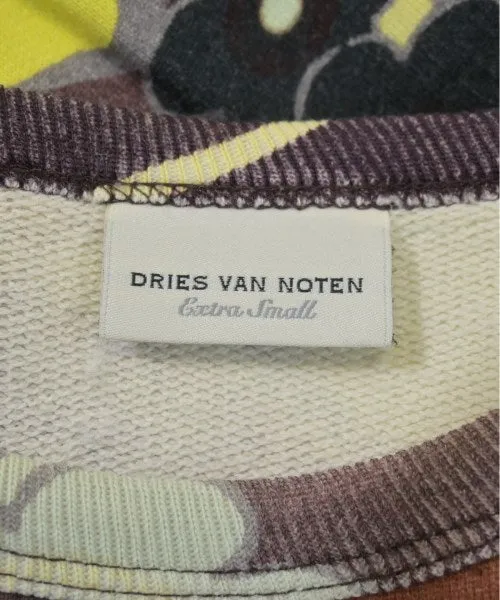 DRIES VAN NOTEN
Extra Small